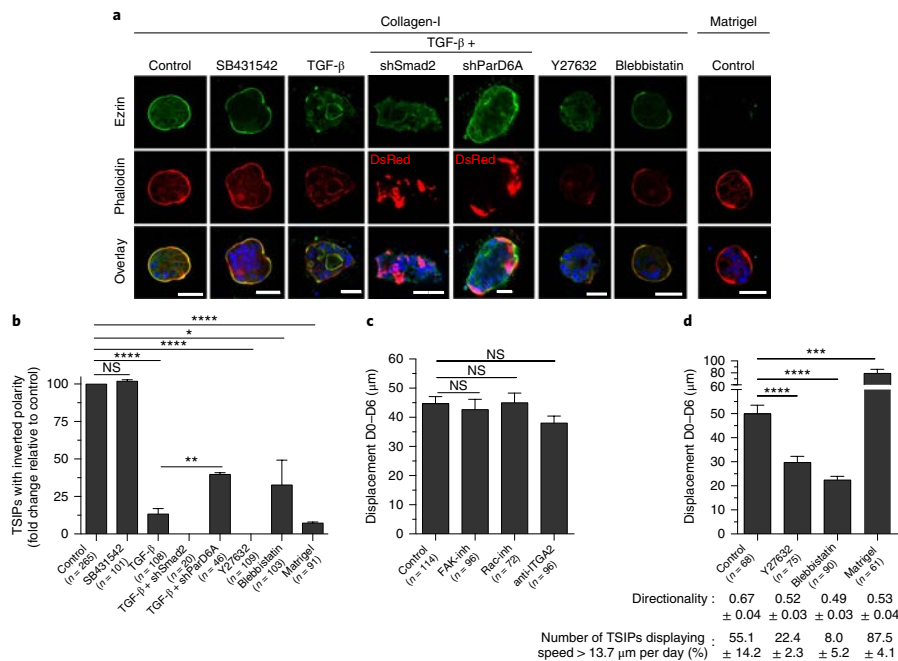 a
Collagen-I
Matrigel
TGF-β +
Control
SB431542
TGF-β
shSmad2
shParD6A
Y27632
Blebbistatin
Control
Ezrin
Phalloidin
DsRed
DsRed
Overlay
b
TSIPs with inverted polarity
(fold change relative to control)
100
75
50
25
0
****
*
****
****
NS
**
Control
(n = 265)
SB431542
(n = 101)
TGF-β
(n = 108)
TGF-β + shSmad2
(n = 20)
TGF-β + shParD6A
(n = 46)
Y27632
(n = 109)
Blebbistatin
(n = 103)
Matrigel
(n = 91)
c
Displacement D0–D6 (μm)
60
50
40
30
20
10
0
NS
NS
NS
Control
(n = 114)
FAK-inh
(n = 96)
Rac-inh
(n = 72)
anti-ITGA2
(n = 96)
d
Displacement D0–D6 (μm)
100
80
60
50
40
30
20
10
0
***
****
****
Control
(n = 68)
Y27632
(n = 75)
Blebbistatin
(n = 90)
Matrigel
(n = 61)
Directionality : 0.67 0.52 0.49 0.53
± 0.04 ± 0.03 ± 0.03 ± 0.04
Number of TSIPs displaying : 55.1 22.4 8.0 87.5
speed > 13.7 μm per day (%) ± 14.2 ± 2.3 ± 5.2 ± 4.1